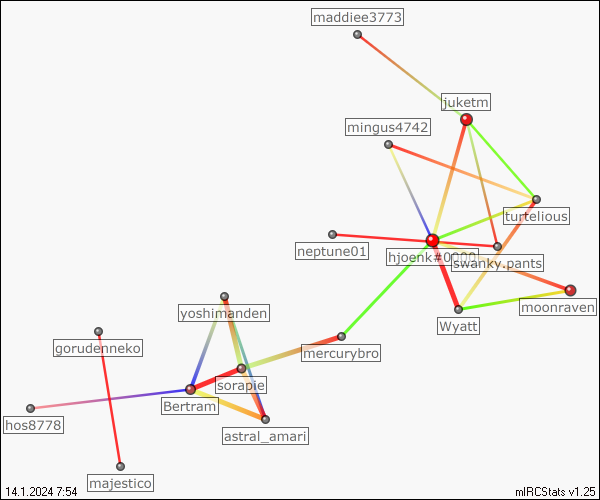 maddiee3773
juketm
mingus4742
turtelious
neptune01
hjoenk#0000
swanky.pants
moonraven
yoshimanden
Wyatt
gorudenneko
mercurybro
sorapie
Bertram
hos8778
astral_amari
majestico
14.1.2024 7:54
mIRCStats v1.25